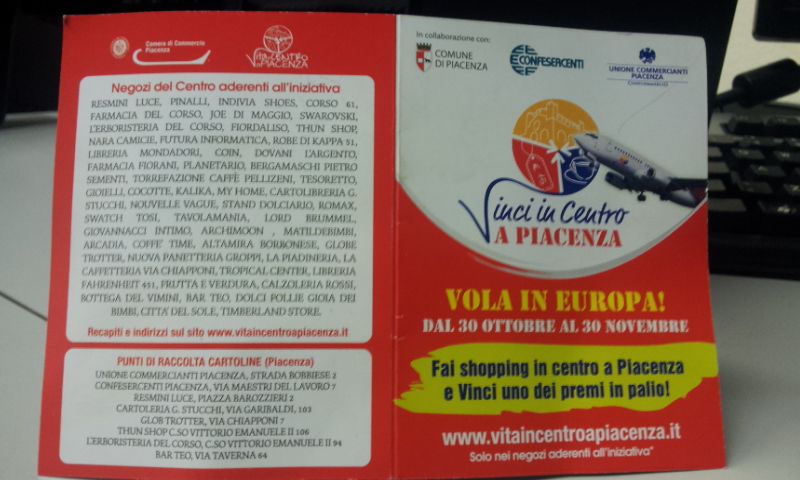 Camera di Commercio
Piacenza
Vita in CENTRO
A PIACENZA
Negozi del Centro aderenti all'iniziativa
RESMINI LUCE, PINALLI, INDIVIA SHOES, CORSO 61,
FARMACIA DEL CORSO, JOE DI MAGGIO, SWAROVSKI,
L'ERBORISTERIA DEL CORSO, FIORDALISO, THUN SHOP,
NARA CAMICIE, FUTURA INFORMATICA, ROBE DI KAPPA 51,
LIBRERIA MONDADORI, COIN, DOVANI L'ARGENTO,
FARMACIA FIORANI, PLANETARIO, BERGAMASCHI PIETRO
SEMENTI, TORREFAZIONE CAFFÈ PELLIZENI, TESORETTO,
GIOIELLI, COCOTTE, KALIKA, MY HOME, CARTOLIBRERIA G.
STUCCHI, NOUVELLE VAGUE, STAND DOLCIARIO, ROMAX,
SWATCH TOSI, TAVOLAMANIA, LORD BRUMMEL,
GIOVANNACCI INTIMO, ARCHIMOON , MATILDEBIMBI,
ARCADIA, COFFE' TIME, ALTAMIRA BORBONESE, GLOBE
TROTTER, NUOVA PANETTERIA GROPPI, LA PIADINERIA, LA
CAFFETTERIA VIA CHIAPPONI, TROPICAL CENTER, LIBRERIA
FAHRENHEIT 451, FRUTTA E VERDURA, CALZOLERIA ROSSI,
BOTTEGA DEL VIMINI, BAR TEO, DOLCI FOLLIE GIOIA DEI
BIMBI, CITTA' DEL SOLE, TIMBERLAND STORE.
Recapiti e indirizzi sul sito www.vitaincentroapiacenza.it
PUNTI DI RACCOLTA CARTOLINE (Piacenza)
UNIONE COMMERCIANTI PIACENZA, STRADA BOBBIESE 2
CONFESERCENTI PIACENZA, VIA MAESTRI DEL LAVORO 7
RESMINI LUCE, PIAZZA BAROZZIERI 2
CARTOLERIA G. STUCCHI, VIA GARIBALDI, 103
GLOB TROTTER, VIA CHIAPPONI 7
THUN SHOP C.SO VITTORIO EMANUELE II 106
L'ERBORISTERIA DEL CORSO, C.SO VITTORIO EMANUELE II 94
BAR TEO, VIA TAVERNA 64
In collaborazione con:
COMUNE
DI PIACENZA
CONFESERCENTI
UNIONE COMMERCIANTI
PIACENZA
Vinci in Centro
A PIACENZA
VOLA IN EUROPA!
DAL 30 OTTOBRE AL 30 NOVEMBRE
Fai shopping in centro a Piacenza
e Vinci uno dei premi in palio!
www.vitaincentroapiacenza.it
Solo nei negozi aderenti all'iniziativa"